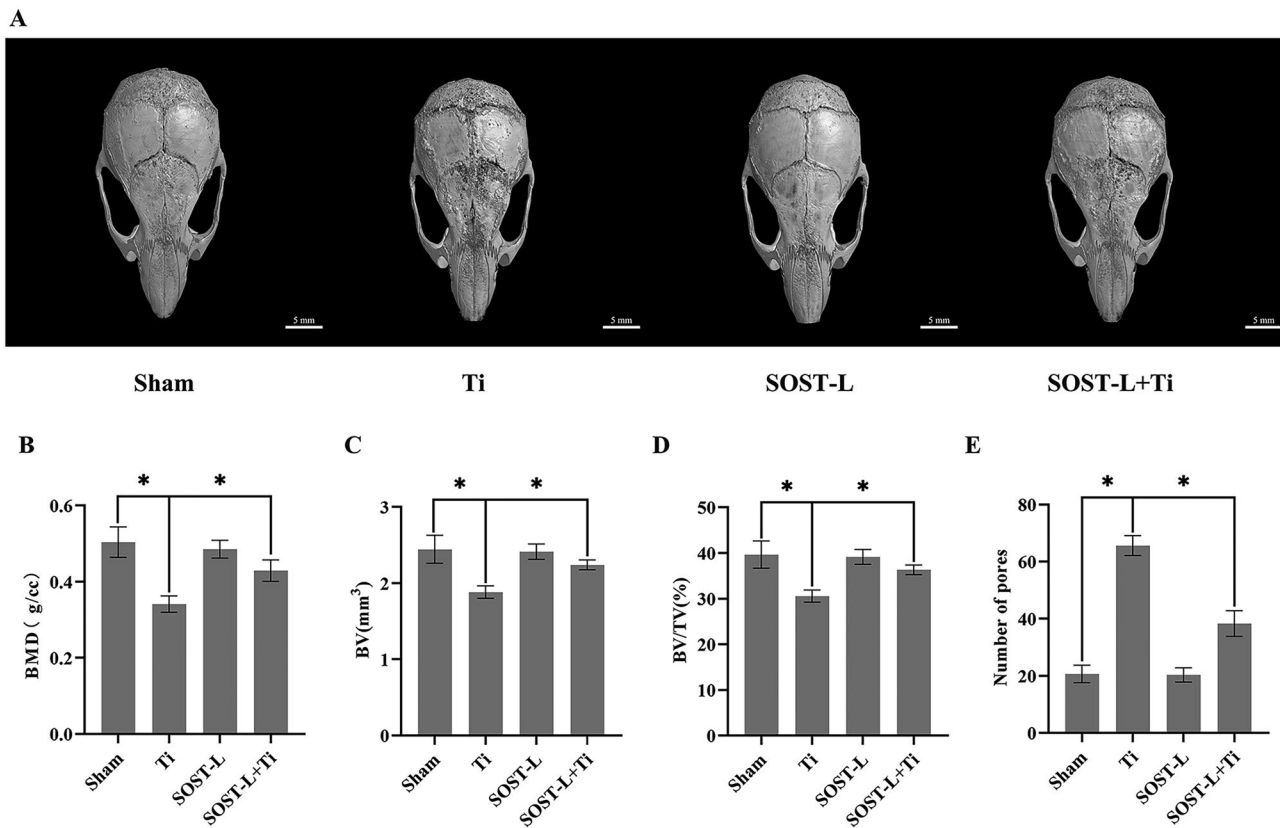 A
5 mm 5 mm 5 mm 5 mm
Sham Ti SOST-L SOST-L+Ti
B
BMD( g/cc)
0.6
0.4
0.2
0.0
* *
Sham Ti SOST-L SOST-L+Ti
C
BV(mm³)
3
2
1
0
* *
Sham Ti SOST-L SOST-L+Ti
D
BV/TV(%)
50
40
30
20
10
0
* *
Sham Ti SOST-L SOST-L+Ti
E
Number of pores
80
60
40
20
0
* *
Sham Ti SOST-L SOST-L+Ti